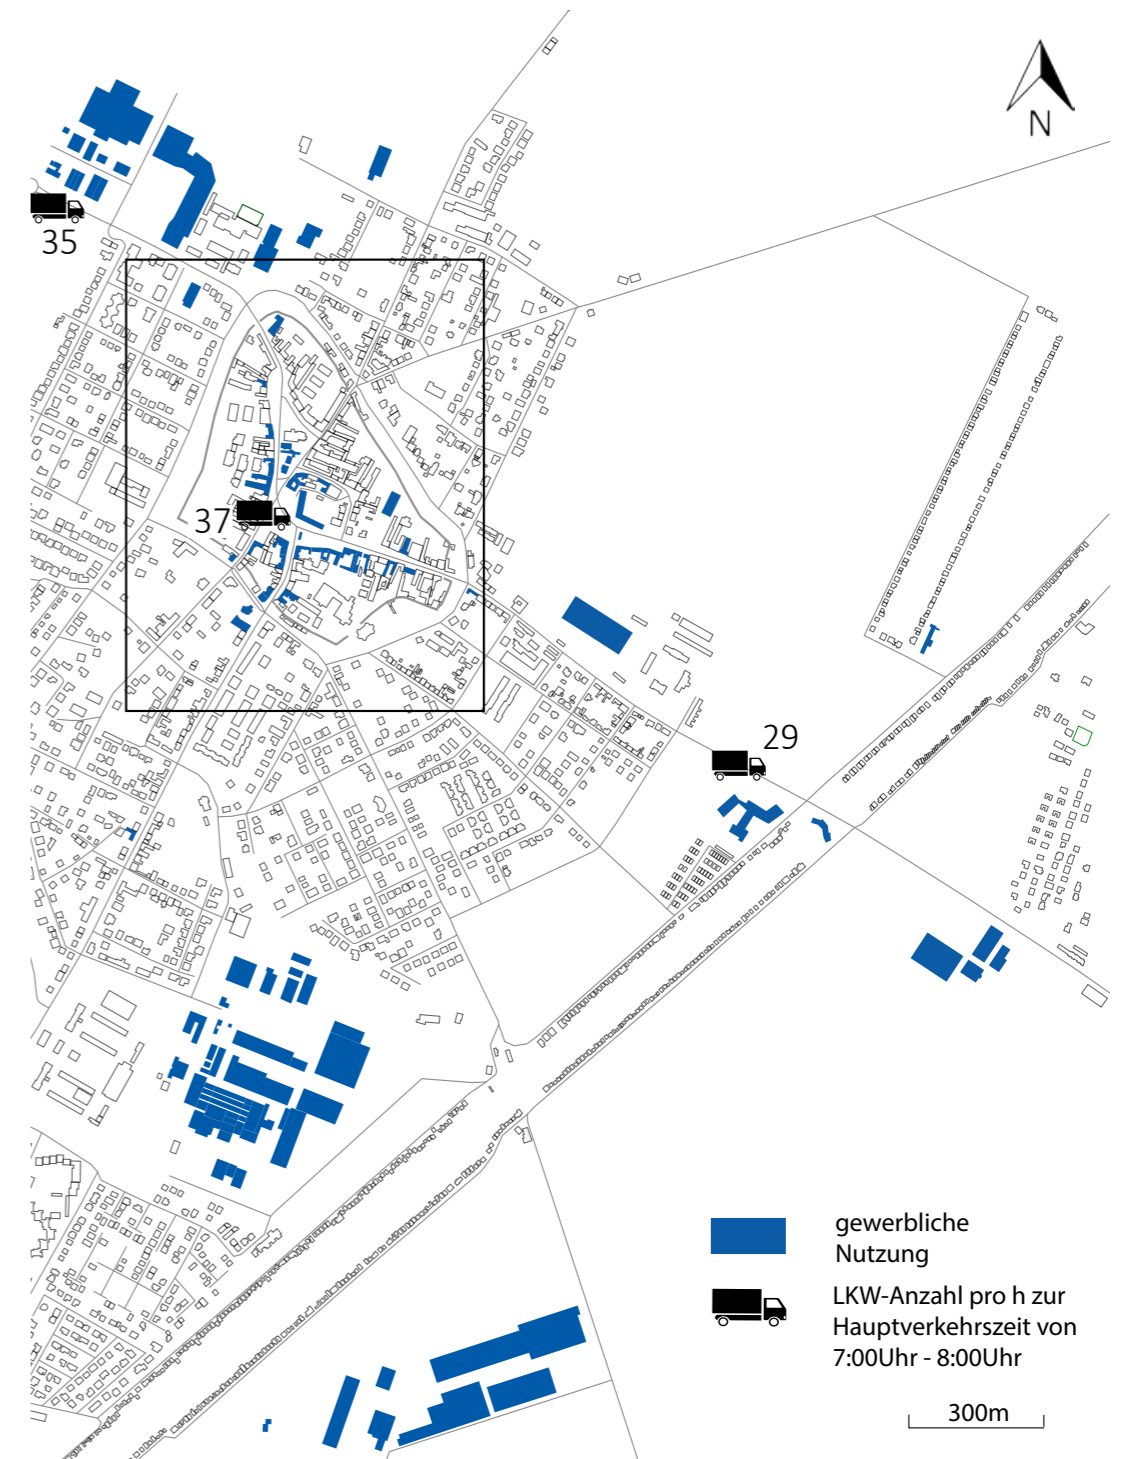 N
35
37
29
gewerbliche
Nutzung
LKW-Anzahl pro h zur
Hauptverkehrszeit von
7:00Uhr - 8:00Uhr
300m